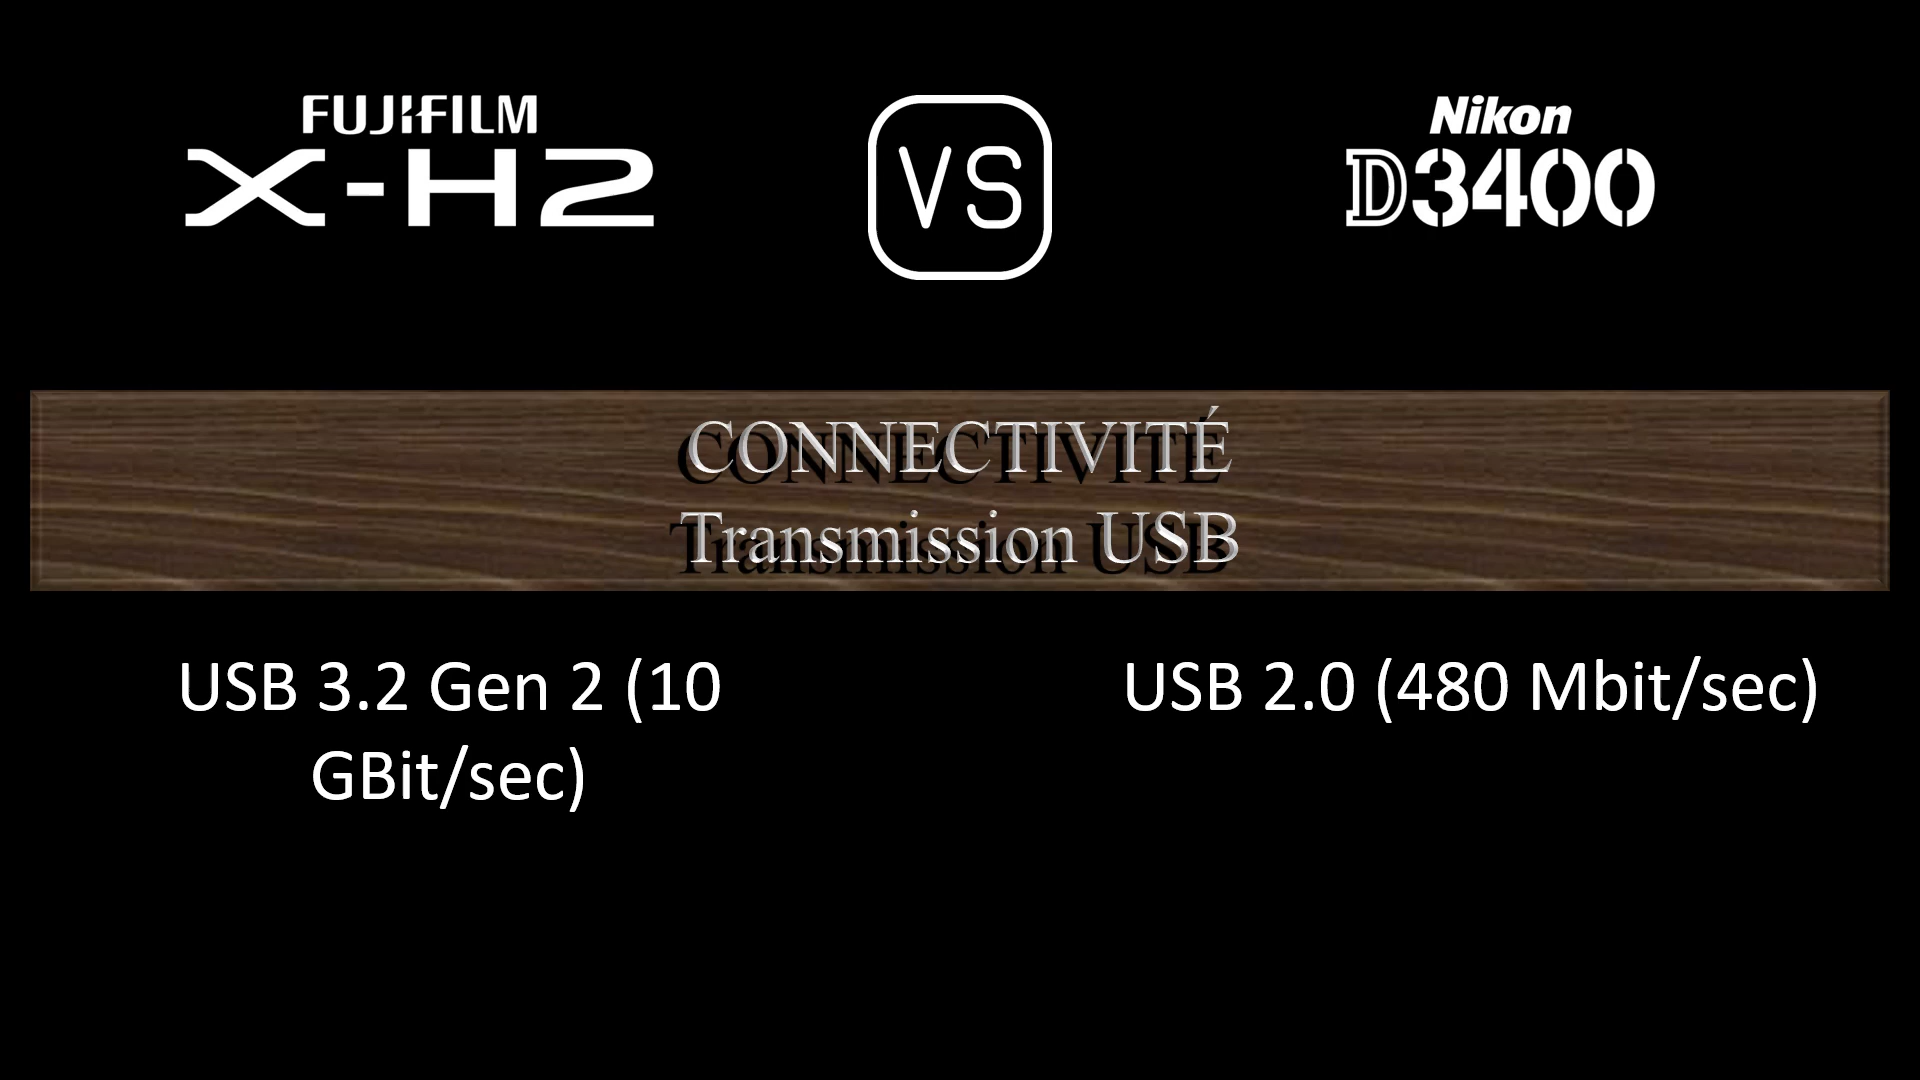 FUJIFILM
X-H2
VS
Nikon
D3400
CONNECTIVITÉ
Transmission USB
USB 3.2 Gen 2 (10
GBit/sec)
USB 2.0 (480 Mbit/sec)